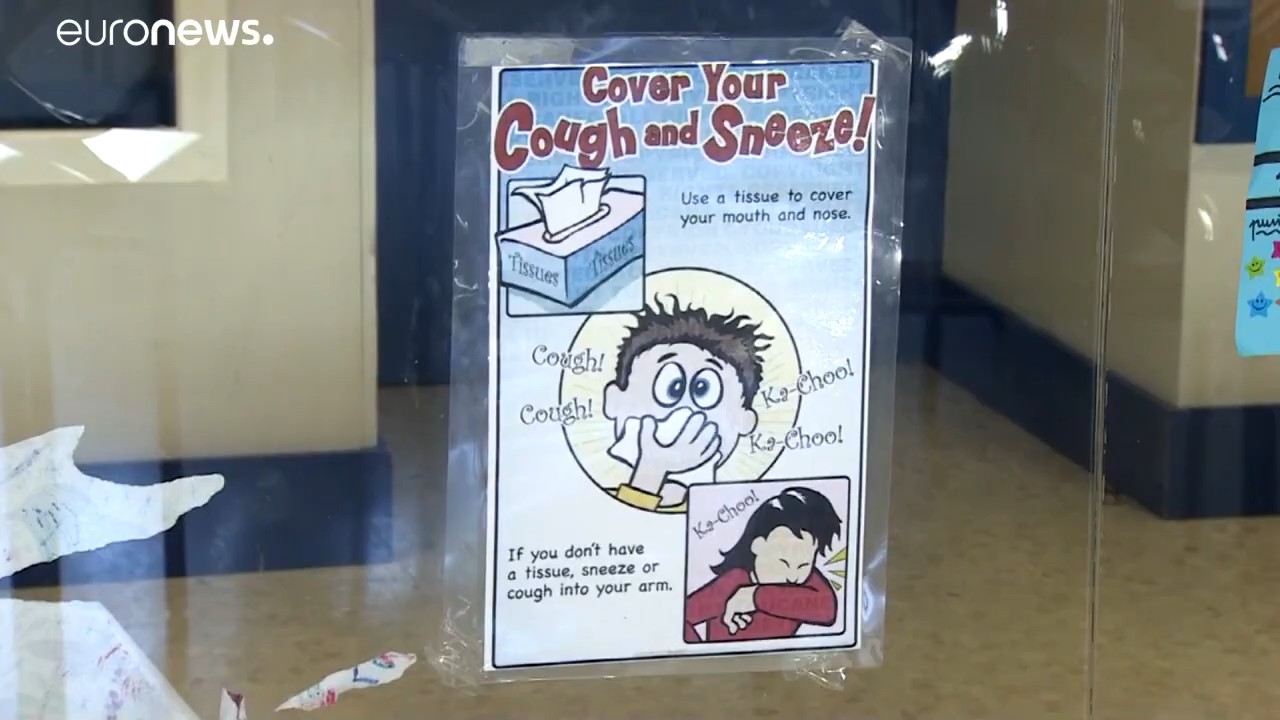 euronews.
Cover Your
Cough and Sneeze!
Use a tissue to cover
your mouth and nose.
Tissues Tissues
Cough!
Cough!
Ka-Choo!
Ka-Choo!
Ka-Choo!
If you don't have
a tissue, sneeze or
cough into your arm.